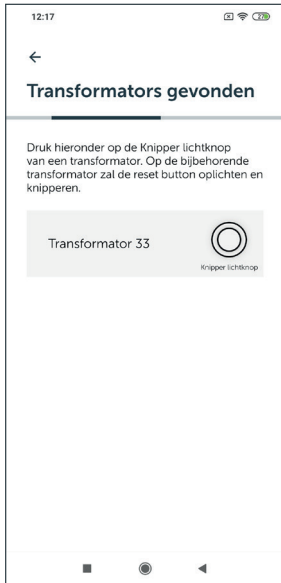 12:17
27
Transformators gevonden
Druk hieronder op de Knipper lichtknop
van een transformator. Op de bijbehorende
transformator zal de reset button oplichten en
knipperen.
Transformator 33
Knipper lichtknop